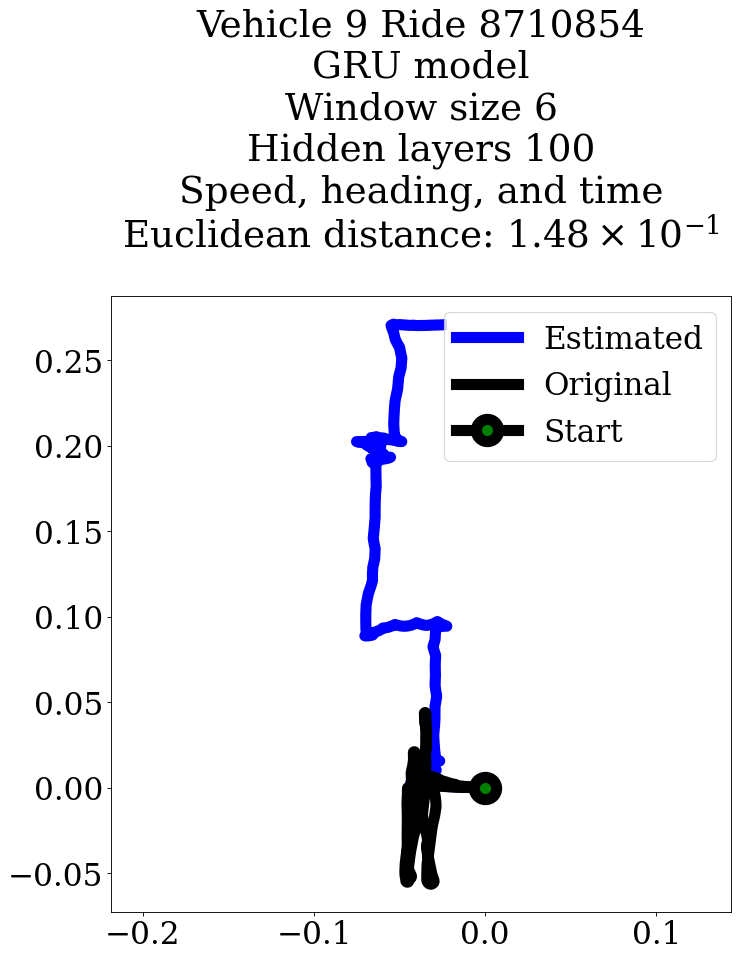 Vehicle 9 Ride 8710854
GRU model
Window size 6
Hidden layers 100
Speed, heading, and time
Euclidean distance: 1.48 × 10⁻¹
Estimated
Original
Start
0.25
0.20
0.15
0.10
0.05
0.00
−0.05
−0.2 −0.1 0.0 0.1